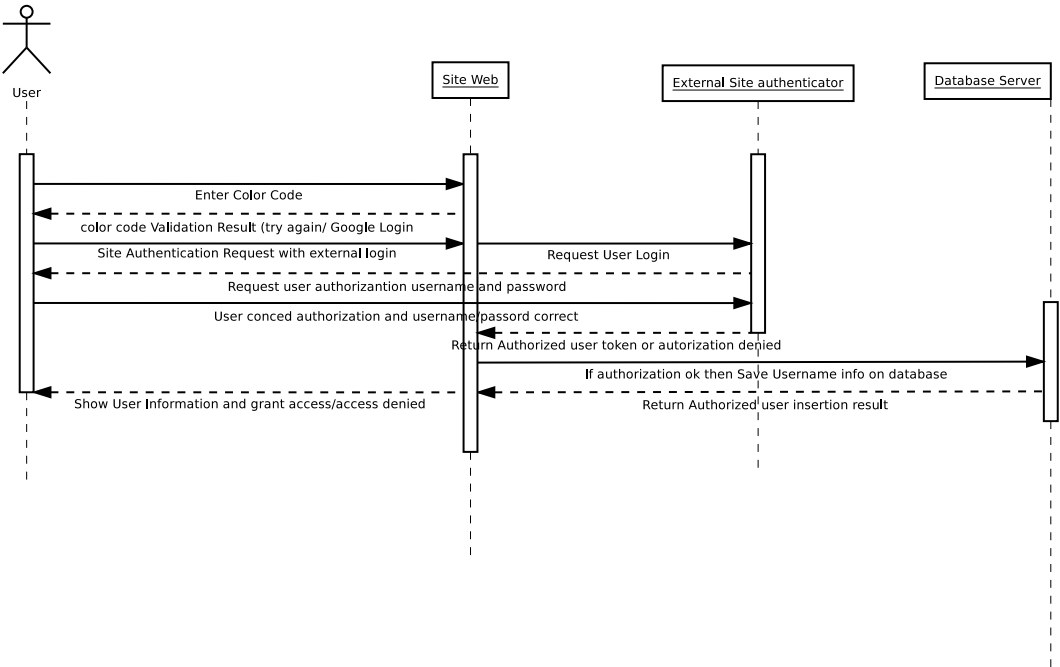 User
Site Web
External Site authenticator
Database Server
Enter Color Code
color code Validation Result (try again/ Google Login
Site Authentication Request with external login
Request User Login
Request user authorizantion username and password
User conced authorization and username/passord correct
Return Authorized user token or autorization denied
If authorization ok then Save Username info on database
Show User Information and grant access/access denied
Return Authorized user insertion result